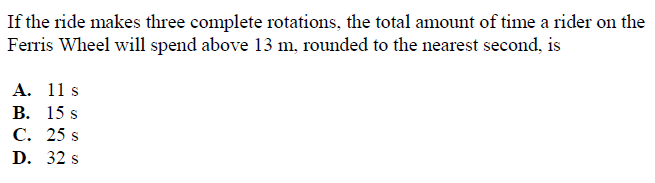 If the ride makes three complete rotations, the total amount of time a rider on the
Ferris Wheel will spend above 13 m, rounded to the nearest second, is
A. 11 s
B. 15 s
C. 25 s
D. 32 s